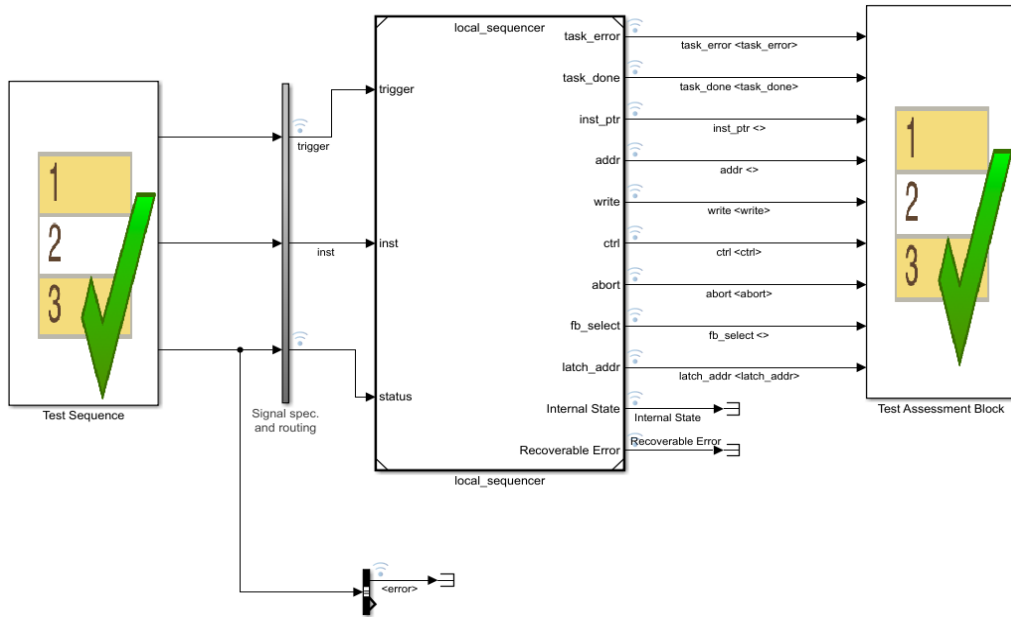 local_sequencer
task_error
task_error <task_error>
task_done
task_done <task_done>
trigger
trigger
inst_ptr
inst_ptr <>
addr
addr <>
write
write <write>
inst
inst
ctrl
ctrl <ctrl>
abort
abort <abort>
fb_select
fb_select <>
latch_addr
latch_addr <latch_addr>
status
Internal State
Internal State
Recoverable Error
Recoverable Error
local_sequencer
1
2
3
Test Sequence
Signal spec.
and routing
1
2
3
Test Assessment Block
<error>